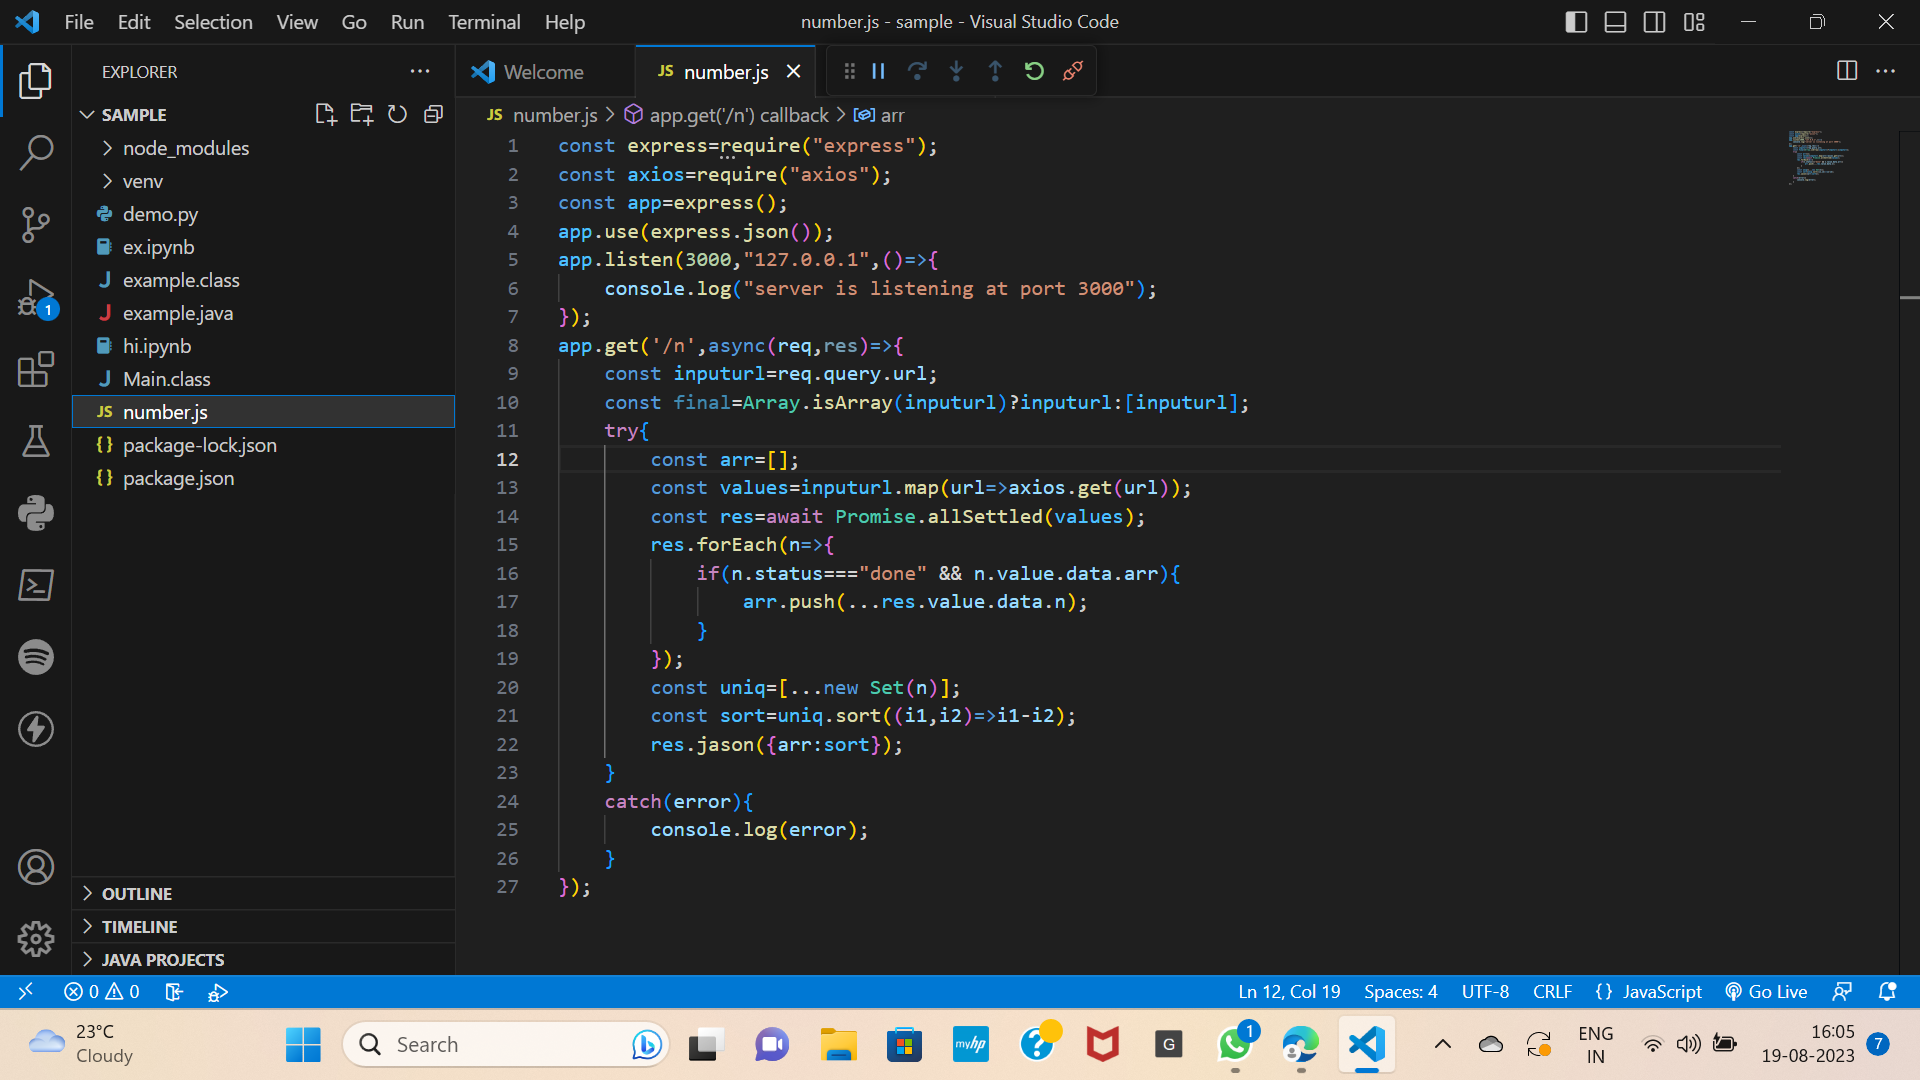 File Edit Selection View Go Run Terminal Help
number.js - sample - Visual Studio Code
EXPLORER
SAMPLE
node_modules
venv
demo.py
ex.ipynb
J example.class
J example.java
hi.ipynb
J Main.class
JS number.js
{} package-lock.json
{} package.json
OUTLINE
TIMELINE
JAVA PROJECTS
1
Welcome
JS number.js
JS number.js > app.get('/n') callback > arr
1 const express=require("express");
2 const axios=require("axios");
3 const app=express();
4 app.use(express.json());
5 app.listen(3000,"127.0.0.1",()=>{
6 console.log("server is listening at port 3000");
7 });
8 app.get('/n',async(req,res)=>{
9 const inputurl=req.query.url;
10 const final=Array.isArray(inputurl)?inputurl:[inputurl];
11 try{
12 const arr=[];
13 const values=inputurl.map(url=>axios.get(url));
14 const res=await Promise.allSettled(values);
15 res.forEach(n=>{
16 if(n.status==="done" && n.value.data.arr){
17 arr.push(...res.value.data.n);
18 }
19 });
20 const uniq=[...new Set(n)];
21 const sort=uniq.sort((i1,i2)=>i1-i2);
22 res.jason({arr:sort});
23 }
24 catch(error){
25 console.log(error);
26 }
27 });
0 0
Ln 12, Col 19 Spaces: 4 UTF-8 CRLF {} JavaScript Go Live
23°C
Cloudy
Search
myhp
?
G
1
ENG
IN
16:05
19-08-2023
7